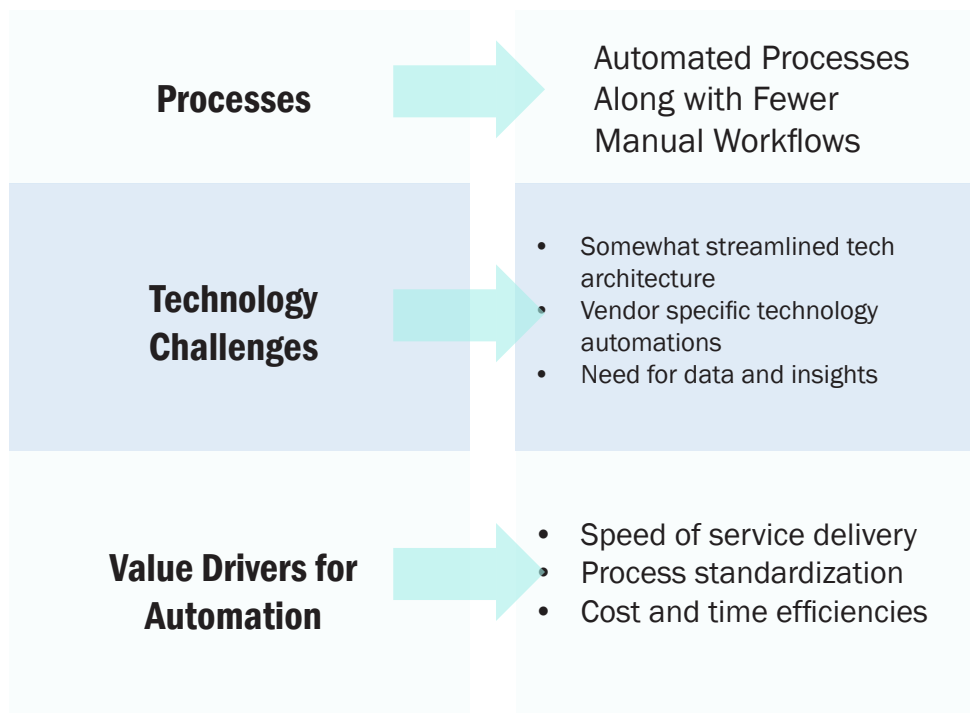 Processes
Automated Processes
Along with Fewer
Manual Workflows
Technology
Challenges
• Somewhat streamlined tech
architecture
• Vendor specific technology
automations
• Need for data and insights
Value Drivers for
Automation
• Speed of service delivery
• Process standardization
• Cost and time efficiencies